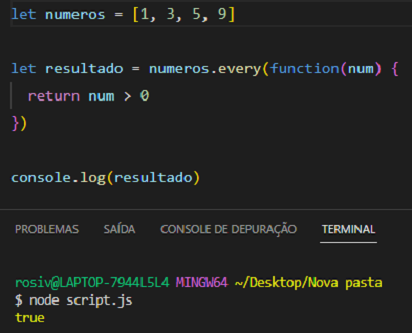 let numeros = [1, 3, 5, 9]
let resultado = numeros.every(function(num) {
return num > 0
})
console.log(resultado)
PROBLEMAS SAÍDA CONSOLE DE DEPURAÇÃO TERMINAL
rosiv@LAPTOP-7944L5L4 MINGW64 ~/Desktop/Nova pasta
$ node script.js
true